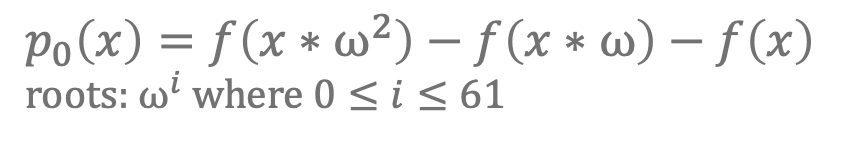 p₀(x) = f(x * ω²) − f(x * ω) − f(x)
roots: ωⁱ where 0 ≤ i ≤ 61